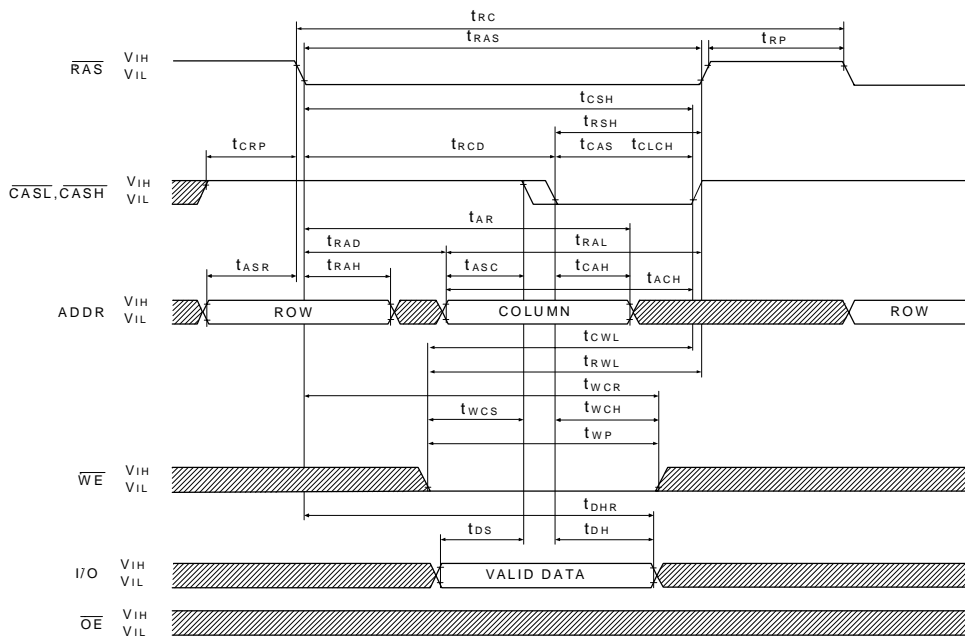 tRC
tRAS tRP
RAS VIH
VIL
tCSH
tRSH
tCRP tRCD tCAS tCLCH
CASL,CASH VIH
VIL
tAR
tRAD tRAL
tASR tRAH tASC tCAH
tACH
ADDR VIH
VIL
ROW COLUMN ROW
tCWL
tRWL
tWCR
tWCS tWCH
tWP
WE VIH
VIL
tDHR
tDS tDH
I/O VIH
VIL
VALID DATA
OE VIH
VIL